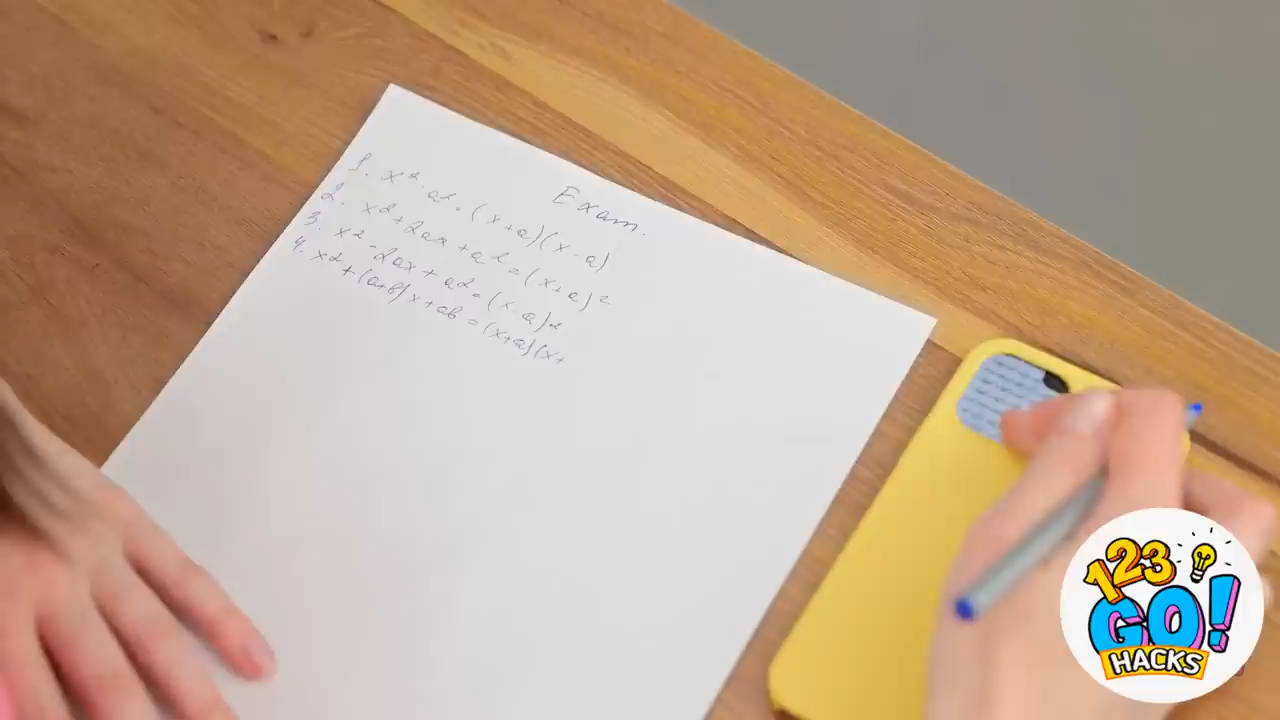 Exam.
1. x² - a² = (x+a)(x-a)
2. x²+2ax+a²=(x+a)²
3. x²-2ax+a²=(x-a)²
4. x²+(a+b)x+ab=(x+a)(x+
123
GO!
HACKS